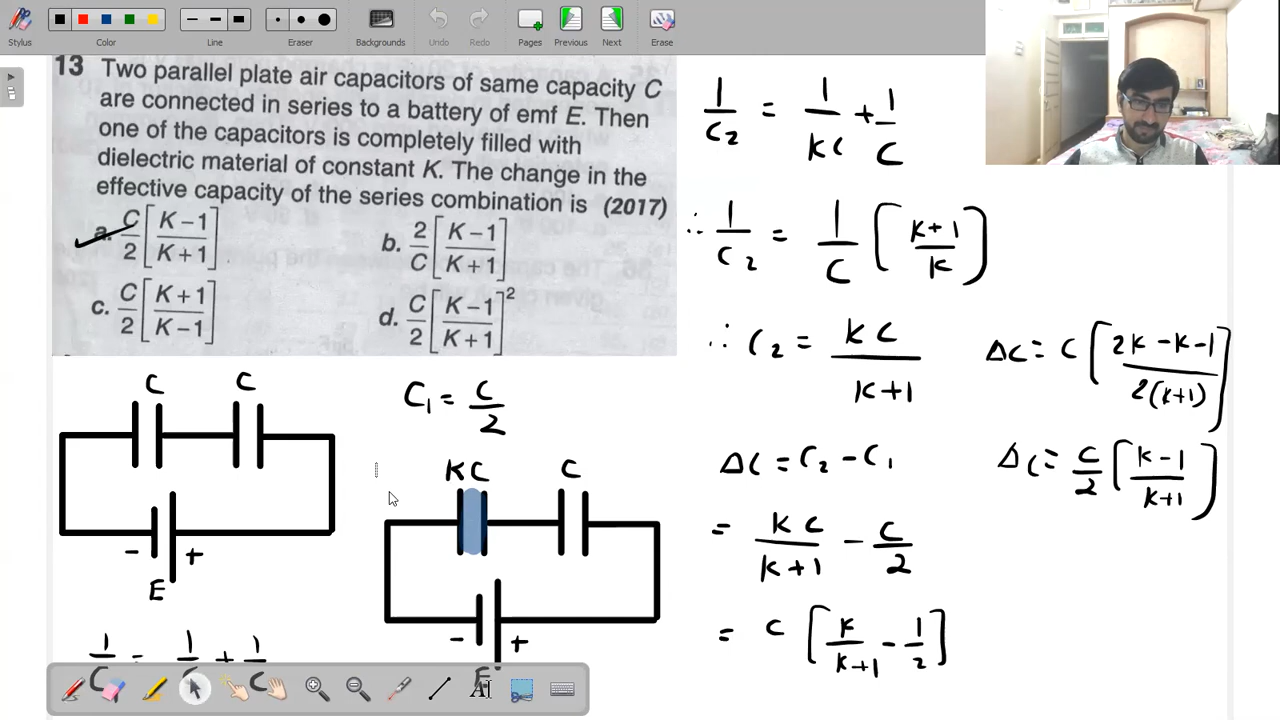 Stylus
Color
Line
Eraser
Backgrounds
Undo
Redo
Pages
Previous
Next
Erase
13 Two parallel plate air capacitors of same capacity C
are connected in series to a battery of emf E. Then
one of the capacitors is completely filled with
dielectric material of constant K. The change in the
effective capacity of the series combination is (2017)
a. C/2 [K – 1 / K + 1]
b. 2/C [K – 1 / K + 1]
c. C/2 [K + 1 / K – 1]
d. C/2 [K – 1 / K + 1]²
C C
- +
E
C₁ = C/2
KC C
- +
E
1/C₁ = 1/C + 1/C
1/C₂ = 1/KC + 1/C
∴ 1/C₂ = 1/C [K+1 / K]
∴ C₂ = KC / K+1
ΔC = C₂ – C₁
= KC / K+1 – C/2
= C [K / K+1 – 1/2]
ΔC = C [2K – K – 1 / 2(K+1)]
ΔC = C/2 [K – 1 / K+1]
AI